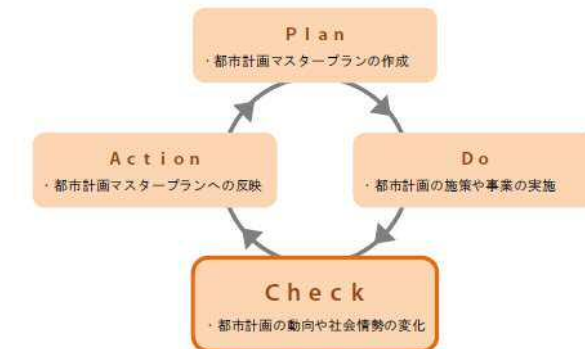 Plan
・都市計画マスタープランの作成
Action
・都市計画マスタープランへの反映
Do
・都市計画の施策や事業の実施
Check
・都市計画の動向や社会情勢の変化